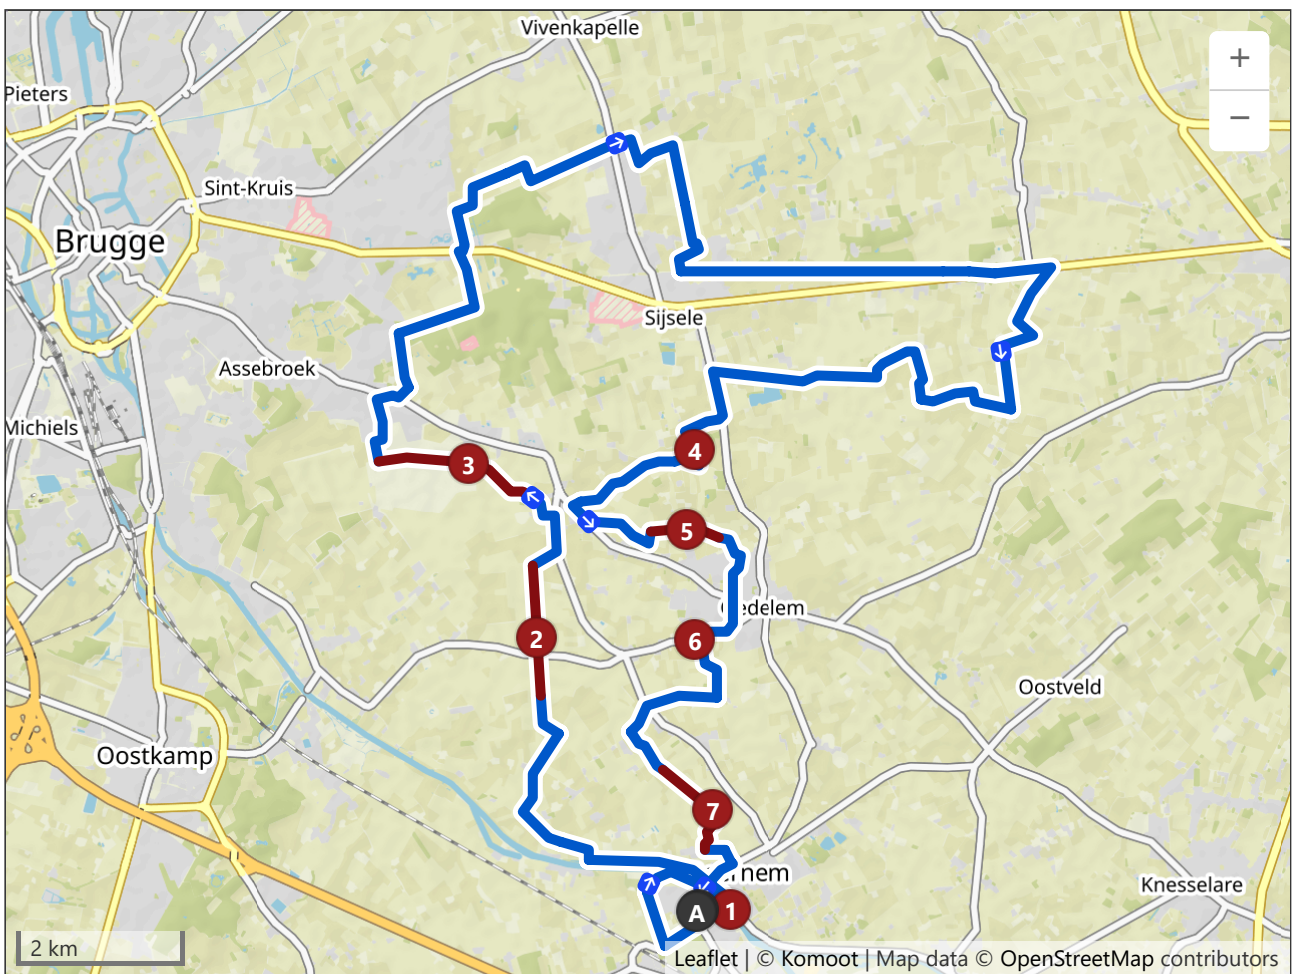 Vivenkapelle
+
Pieters
−
Sint-Kruis
Brugge
Sijsele
Assebroek
Michiels
4
3
5
edelem
2
6
Oostveld
Oostkamp
7
rnem
Knesselare
A
1
2 km
Leaflet | © Komoot | Map data © OpenStreetMap contributors